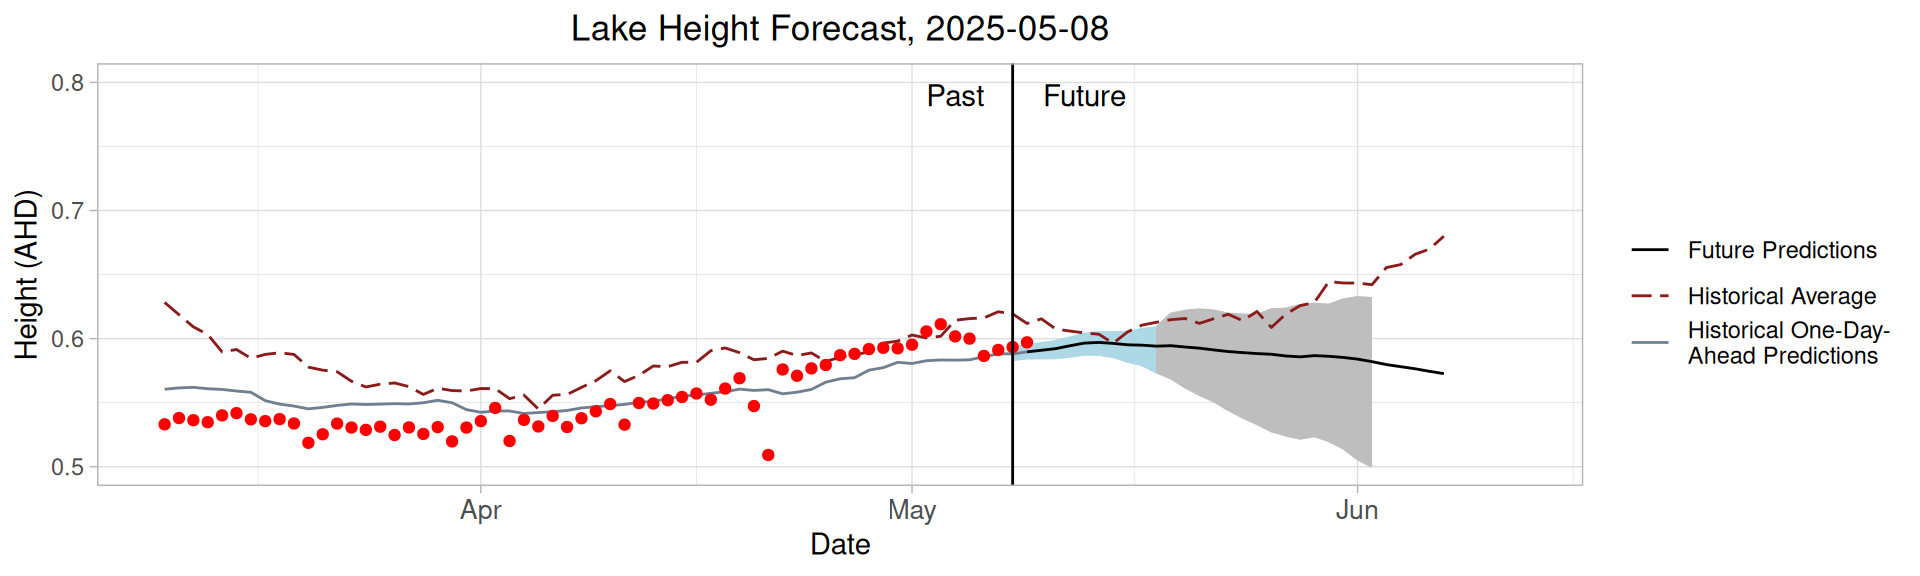 Lake Height Forecast, 2025-05-08
Past
Future
0.8
0.7
0.6
0.5
Height (AHD)
Apr
May
Jun
Date
Future Predictions
Historical Average
Historical One-Day-
Ahead Predictions